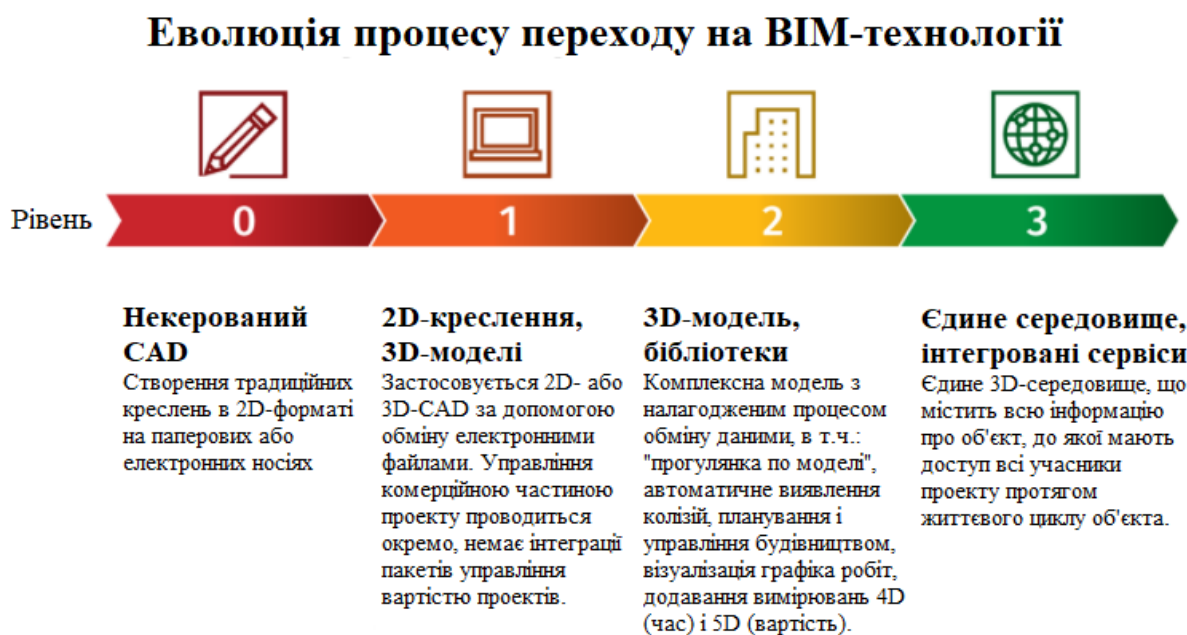 Еволюція процесу переходу на BIM-технології
Рівень
0
1
2
3
Некерований
CAD
Створення традиційних
креслень в 2D-форматі
на паперових або
електронних носіях
2D-креслення,
3D-моделі
Застосовується 2D- або
3D-CAD за допомогою
обміну електронними
файлами. Управління
комерційною частиною
проекту проводиться
окремо, немає інтеграції
пакетів управління
вартістю проектів.
3D-модель,
бібліотеки
Комплексна модель з
налагодженим процесом
обміну даними, в т.ч.:
"прогулянка по моделі",
автоматичне виявлення
колізій, планування і
управління будівництвом,
візуалізація графіка робіт,
додавання вимірювань 4D
(час) і 5D (вартість).
Єдине середовище,
інтегровані сервіси
Єдине 3D-середовище, що
містить всю інформацію
про об'єкт, до якої мають
доступ всі учасники
проекту протягом
життєвого циклу об'єкта.